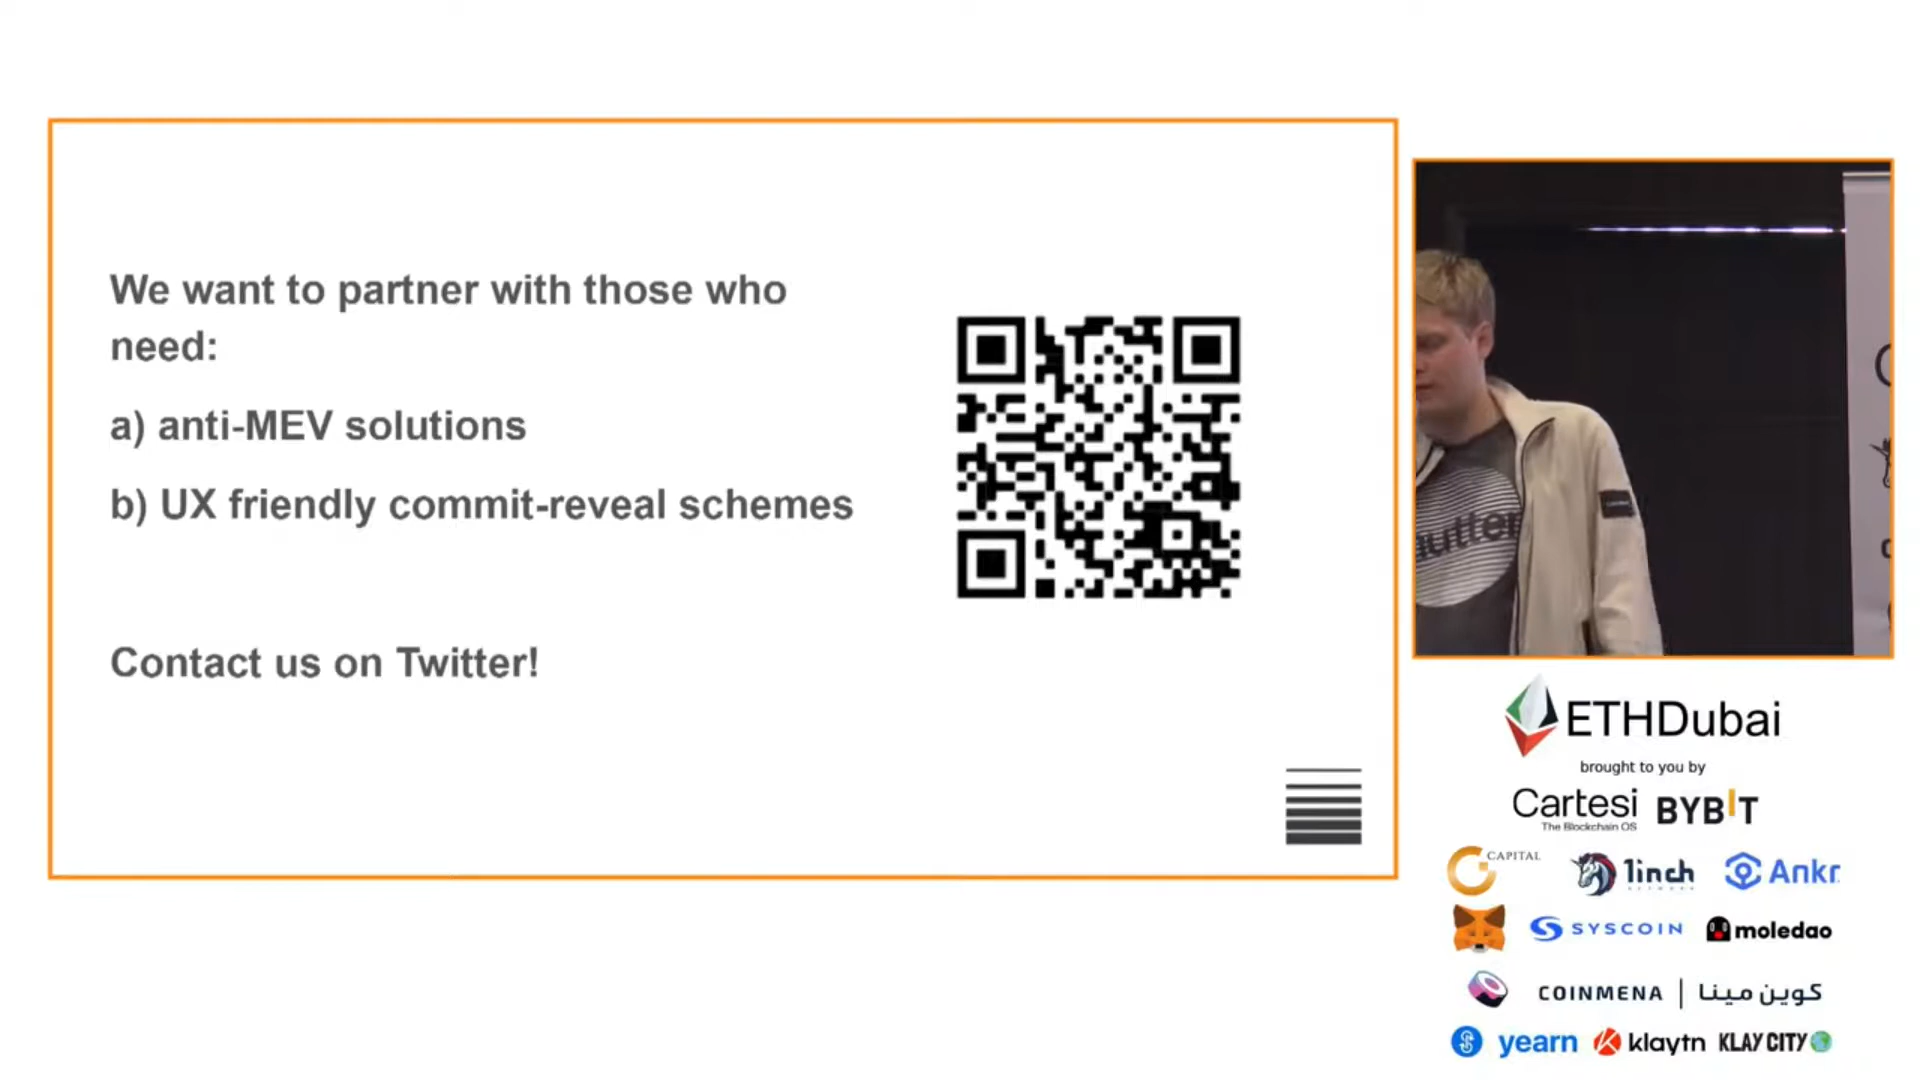 We want to partner with those who
need:
a) anti-MEV solutions
b) UX friendly commit-reveal schemes
Contact us on Twitter!
utter
ETHDubai
brought to you by
Cartesi
The Blockchain OS
BYBIT
CAPITAL
1inch
NETWORK
Ankr
SYSCOIN
moledao
COINMENA | كوين مينا
yearn
klaytn
KLAY CITY